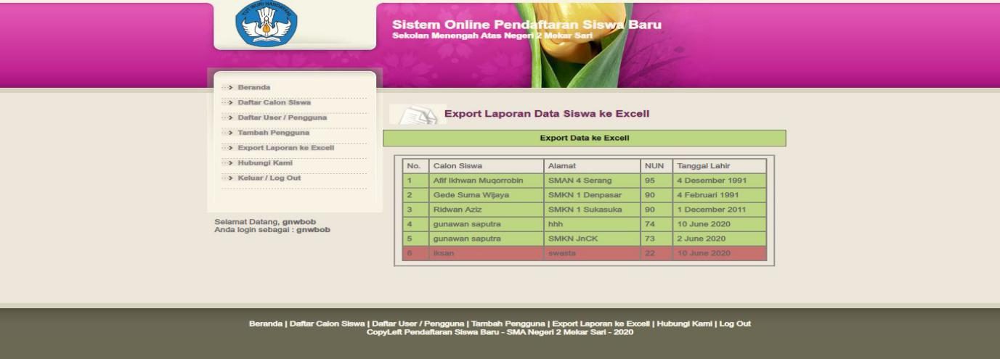 TUT WURI HANDAYANI
Sistem Online Pendaftaran Siswa Baru
Sekolan Menengah Atas Negeri 2 Mekar Sari
Beranda
Daftar Calon Siswa
Daftar User / Pengguna
Tambah Pengguna
Export Laporan ke Excell
Hubungi Kami
Keluar / Log Out
Selamat Datang, gnwbob
Anda login sebagai : gnwbob
Export Laporan Data Siswa ke Excell
Export Data ke Excell
No. Calon Siswa Alamat NUN Tanggal Lahir
1 Afif Ikhwan Muqorrobin SMAN 4 Serang 95 4 Desember 1991
2 Gede Suma Wijaya SMKN 1 Denpasar 90 4 Februari 1991
3 Ridwan Aziz SMKN 1 Sukasuka 90 1 December 2011
4 gunawan saputra hhh 74 10 June 2020
5 gunawan saputra SMKN JnCK 73 2 June 2020
6 iksan swasta 22 10 June 2020
Beranda | Daftar Calon Siswa | Daftar User / Pengguna | Tambah Pengguna | Export Laporan ke Excell | Hubungi Kami | Log Out
CopyLeft Pendaftaran Siswa Baru - SMA Negeri 2 Mekar Sari - 2020